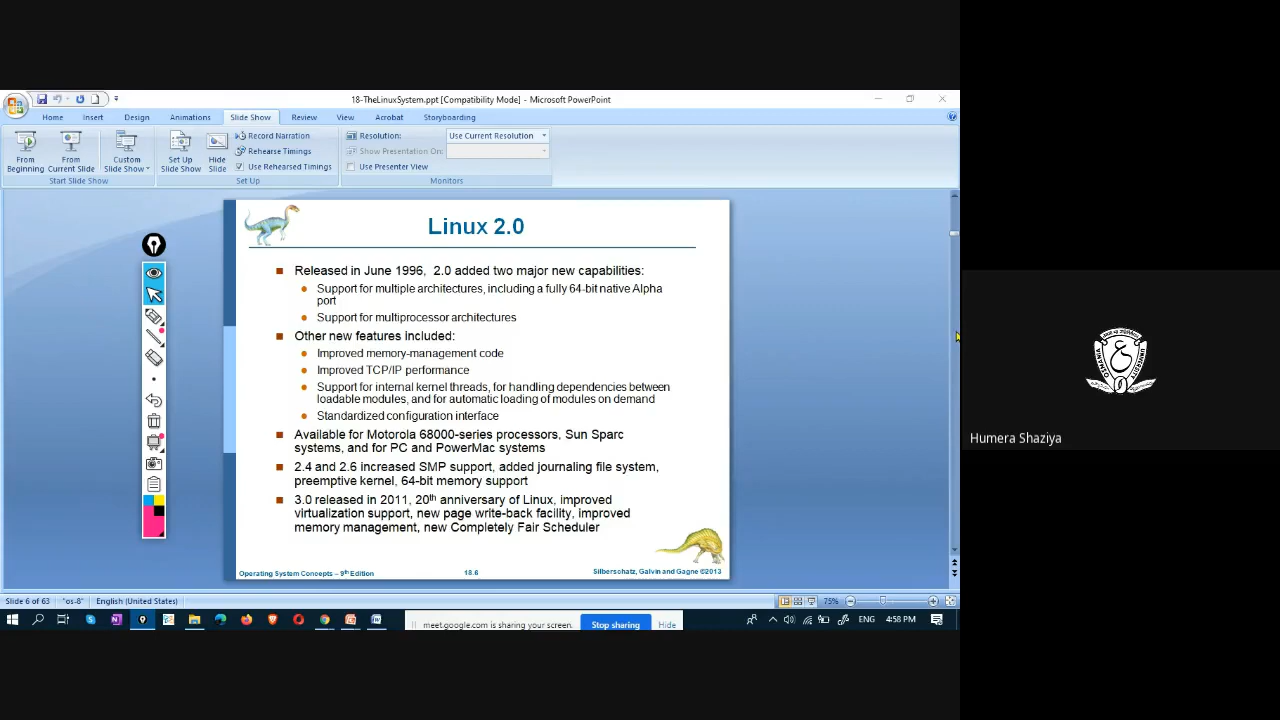 18-TheLinuxSystem.ppt [Compatibility Mode] - Microsoft PowerPoint
Home Insert Design Animations Slide Show Review View Acrobat Storyboarding
From Beginning
From Current Slide
Custom Slide Show
Set Up Slide Show
Hide Slide
Record Narration
Rehearse Timings
Use Rehearsed Timings
Resolution: Use Current Resolution
Show Presentation On:
Use Presenter View
Start Slide Show Set Up Monitors
Linux 2.0
Released in June 1996, 2.0 added two major new capabilities:
Support for multiple architectures, including a fully 64-bit native Alpha
port
Support for multiprocessor architectures
Other new features included:
Improved memory-management code
Improved TCP/IP performance
Support for internal kernel threads, for handling dependencies between
loadable modules, and for automatic loading of modules on demand
Standardized configuration interface
Available for Motorola 68000-series processors, Sun Sparc
systems, and for PC and PowerMac systems
2.4 and 2.6 increased SMP support, added journaling file system,
preemptive kernel, 64-bit memory support
3.0 released in 2011, 20th anniversary of Linux, improved
virtualization support, new page write-back facility, improved
memory management, new Completely Fair Scheduler
Operating System Concepts – 9th Edition 18.6 Silberschatz, Galvin and Gagne ©2013
Humera Shaziya
Slide 6 of 63 "os-8" English (United States) 75%
meet.google.com is sharing your screen. Stop sharing Hide
ENG 4:58 PM